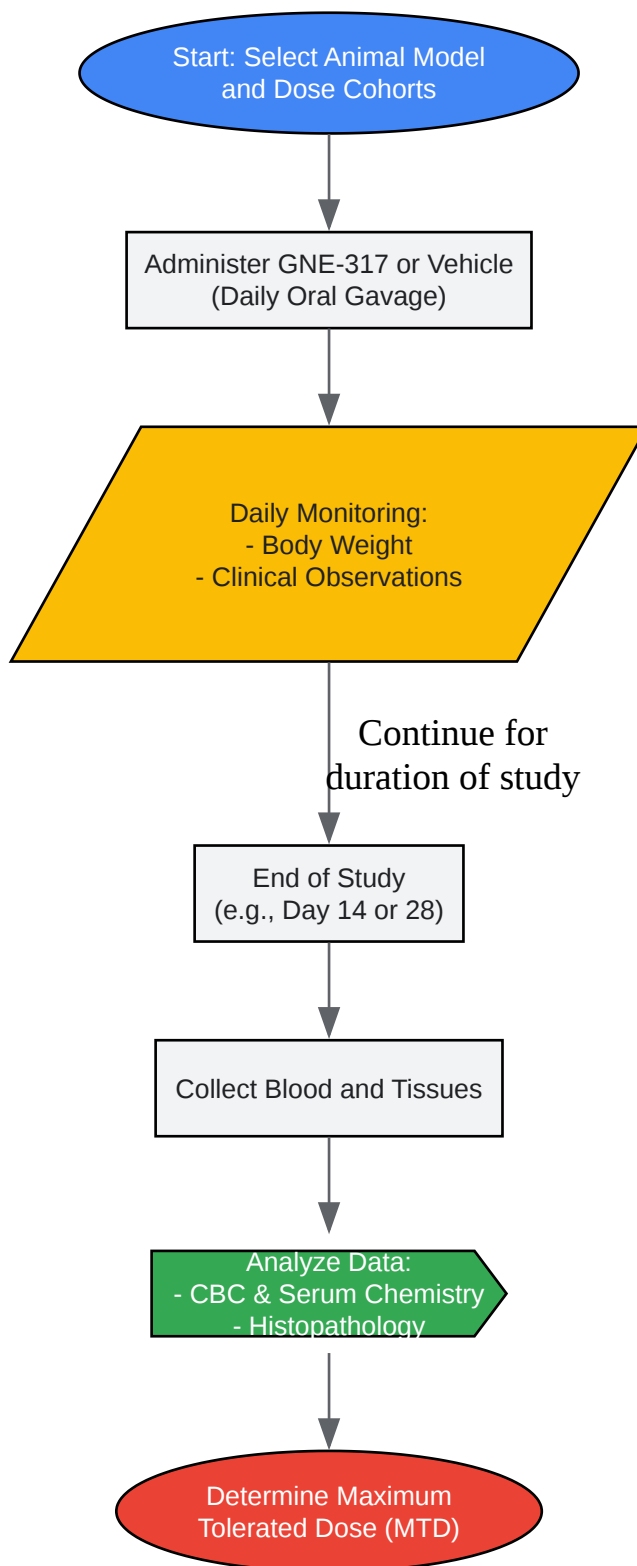 Start: Select Animal Model
and Dose Cohorts
Administer GNE-317 or Vehicle
(Daily Oral Gavage)
Daily Monitoring:
- Body Weight
- Clinical Observations
Continue for
duration of study
End of Study
(e.g., Day 14 or 28)
Collect Blood and Tissues
Analyze Data:
- CBC & Serum Chemistry
- Histopathology
Determine Maximum
Tolerated Dose (MTD)